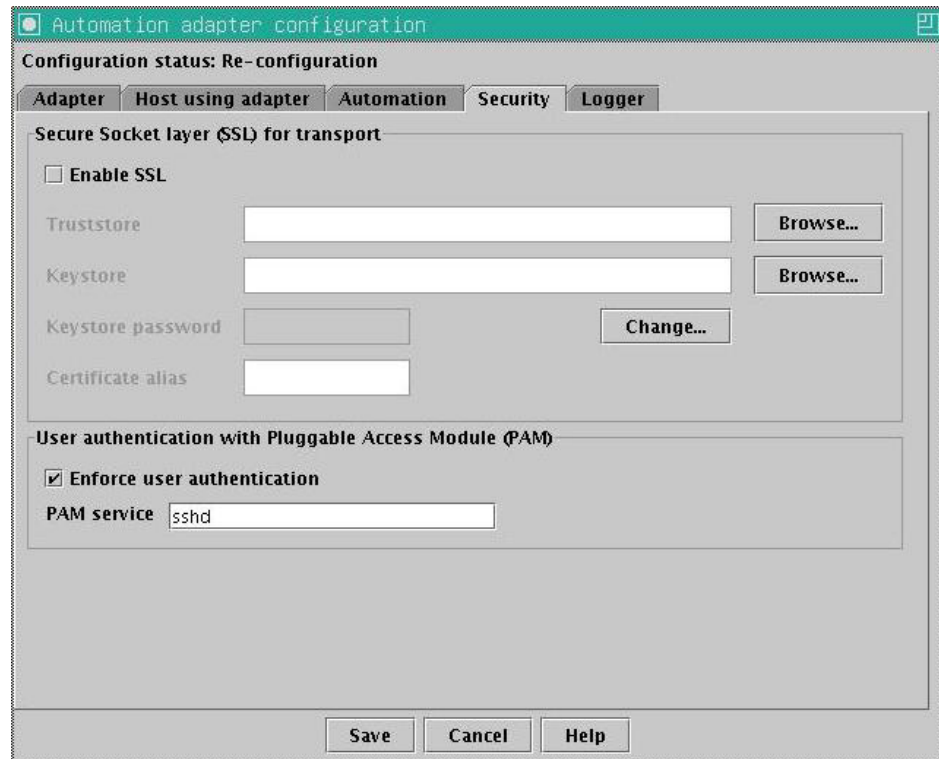 Automation adapter configuration
Configuration status: Re-configuration
Adapter Host using adapter Automation Security Logger
Secure Socket layer (SSL) for transport
Enable SSL
Truststore Browse...
Keystore Browse...
Keystore password Change...
Certificate alias
User authentication with Pluggable Access Module (PAM)
Enforce user authentication
PAM service sshd
Save Cancel Help